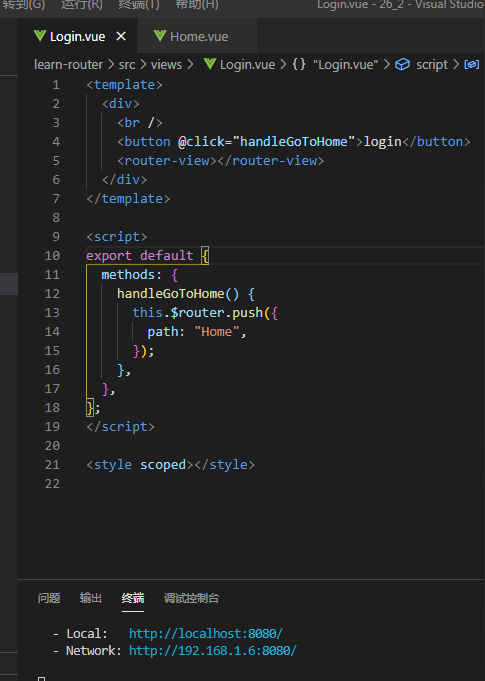 转到(G) 运行(R) 终端(T) 帮助(H) Login.vue - 26_2 - Visual Studio
Login.vue Home.vue
learn-router > src > views > Login.vue > {} "Login.vue" > script >
1 <template>
2 <div>
3 <br />
4 <button @click="handleGoToHome">login</button>
5 <router-view></router-view>
6 </div>
7 </template>
8
9 <script>
10 export default {
11 methods: {
12 handleGoToHome() {
13 this.$router.push({
14 path: "Home",
15 });
16 },
17 },
18 };
19 </script>
20
21 <style scoped></style>
22
问题 输出 终端 调试控制台
- Local: http://localhost:8080/
- Network: http://192.168.1.6:8080/